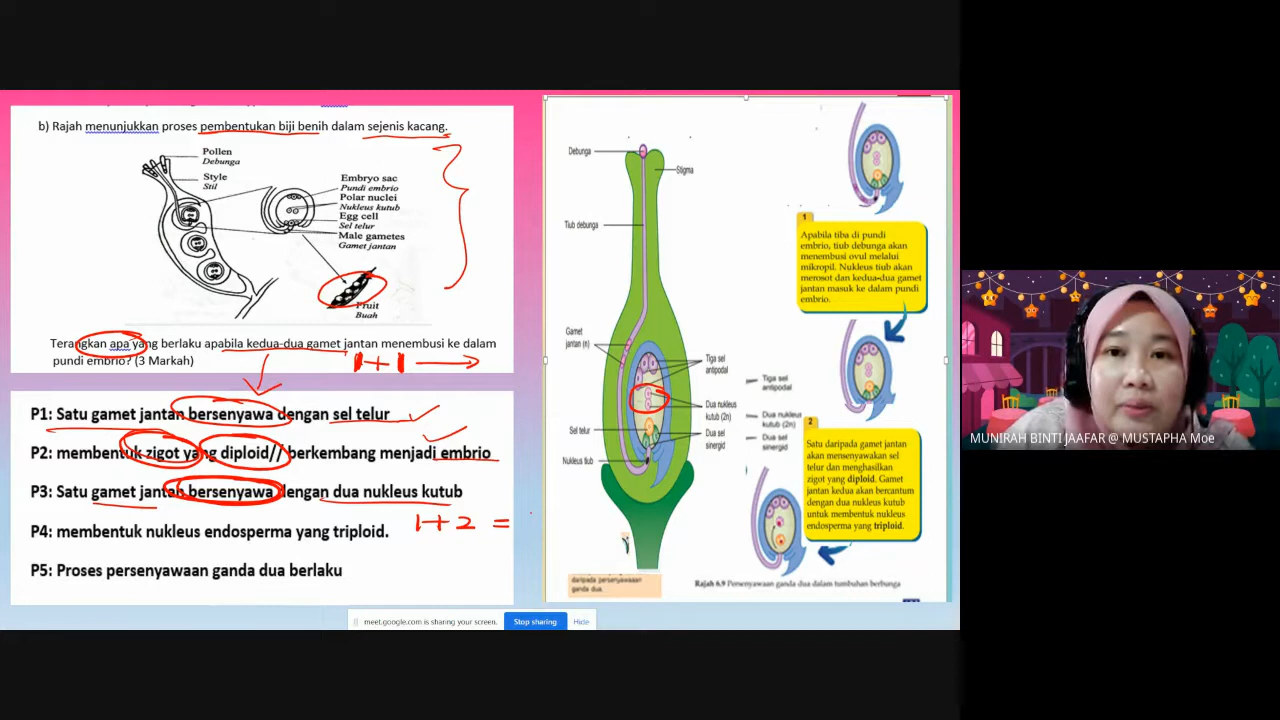 b) Rajah menunjukkan proses pembentukan biji benih dalam sejenis kacang.
Pollen
Debunga
Style
Stil
Embryo sac
Pundi embrio
Polar nuclei
Nukleus kutub
Egg cell
Sel telur
Male gametes
Gamet jantan
Fruit
Buah
Terangkan apa yang berlaku apabila kedua-dua gamet jantan menembusi ke dalam
pundi embrio? (3 Markah)
1+1
P1: Satu gamet jantan bersenyawa dengan sel telur
P2: membentuk zigot yang diploid// berkembang menjadi embrio
P3: Satu gamet jantan bersenyawa dengan dua nukleus kutub
1+2 =
P4: membentuk nukleus endosperma yang triploid.
P5: Proses persenyawaan ganda dua berlaku
Debunga
Stigma
Tiub debunga
Gamet
jantan (n)
Tiga sel
antipodal
Dua nukleus
kutub (2n)
Sel telur
Dua sel
sinergid
Nukleus tiub
Tiga sel
antipodal
Dua nukleus
kutub (2n)
Dua sel
sinergid
1
Apabila tiba di pundi
embrio, tiub debunga akan
menembusi ovul melalui
mikropil. Nukleus tiub akan
merosot dan kedua-dua gamet
jantan masuk ke dalam pundi
embrio.
2
Satu daripada gamet jantan
akan mensenyawakan sel
telur dan menghasilkan
zigot yang diploid. Gamet
jantan kedua akan bercantum
dengan dua nukleus kutub
untuk membentuk nukleus
endosperma yang triploid.
daripada persenyawaan
ganda dua.
Rajah 6.9 Persenyawaan ganda dua dalam tumbuhan berbunga
meet.google.com is sharing your screen.
Stop sharing
Hide
MUNIRAH BINTI JAAFAR @ MUSTAPHA Moe